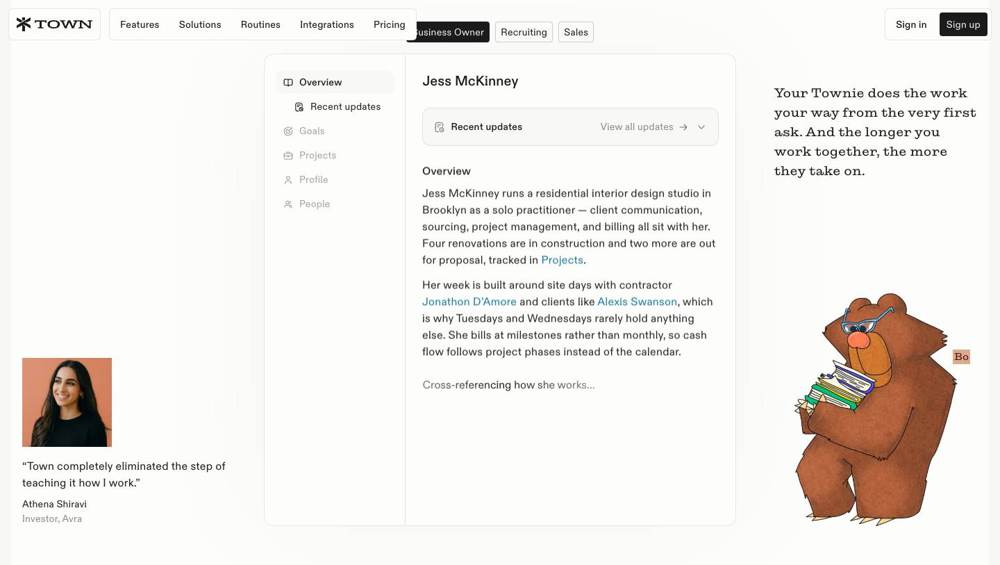 TOWN
Features
Solutions
Routines
Integrations
Pricing
Sign in
Sign up
Business Owner
Recruiting
Sales
Overview
Recent updates
Goals
Projects
Profile
People
Jess McKinney
Recent updates
View all updates →
Overview
Jess McKinney runs a residential interior design studio in
Brooklyn as a solo practitioner — client communication,
sourcing, project management, and billing all sit with her.
Four renovations are in construction and two more are out
for proposal, tracked in Projects.
Her week is built around site days with contractor
Jonathon D’Amore and clients like Alexis Swanson, which
is why Tuesdays and Wednesdays rarely hold anything
else. She bills at milestones rather than monthly, so cash
flow follows project phases instead of the calendar.
Cross-referencing how she works...
Your Townie does the work
your way from the very first
ask. And the longer you
work together, the more
they take on.
Bo
“Town completely eliminated the step of
teaching it how I work.”
Athena Shiravi
Investor, Avra